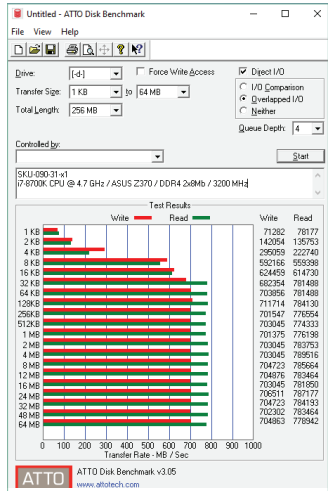 Untitled - ATTO Disk Benchmark
File View Help
Drive: [-d-] Force Write Access Direct I/O
Transfer Size: 1 KB to 64 MB I/O Comparison
Total Length: 256 MB Overlapped I/O
Neither
Queue Depth: 4
Controlled by:
Start
SKU-090-31-x1
i7-8700K CPU @ 4.7 GHz / ASUS Z370 / DDR4 2x8Mb / 3200 MHz
Test Results
Write Read Write Read
1 KB 71282 78177
2 KB 142054 135753
4 KB 295059 222740
8 KB 592166 559398
16 KB 624459 614730
32 KB 682354 781488
64 KB 703856 781488
128KB 711714 784130
256KB 701547 776554
512KB 703045 774333
1 MB 701375 776198
2 MB 703045 783753
4 MB 703045 789516
8 MB 704723 785664
12 MB 714876 783464
16 MB 703045 781850
24 MB 706511 787177
32 MB 704723 784193
48 MB 702302 783464
64 MB 704863 778942
0 100 200 300 400 500 600 700 800 900 1000
Transfer Rate - MB / Sec
ATTO ATTO Disk Benchmark v3.05
www.attotech.com